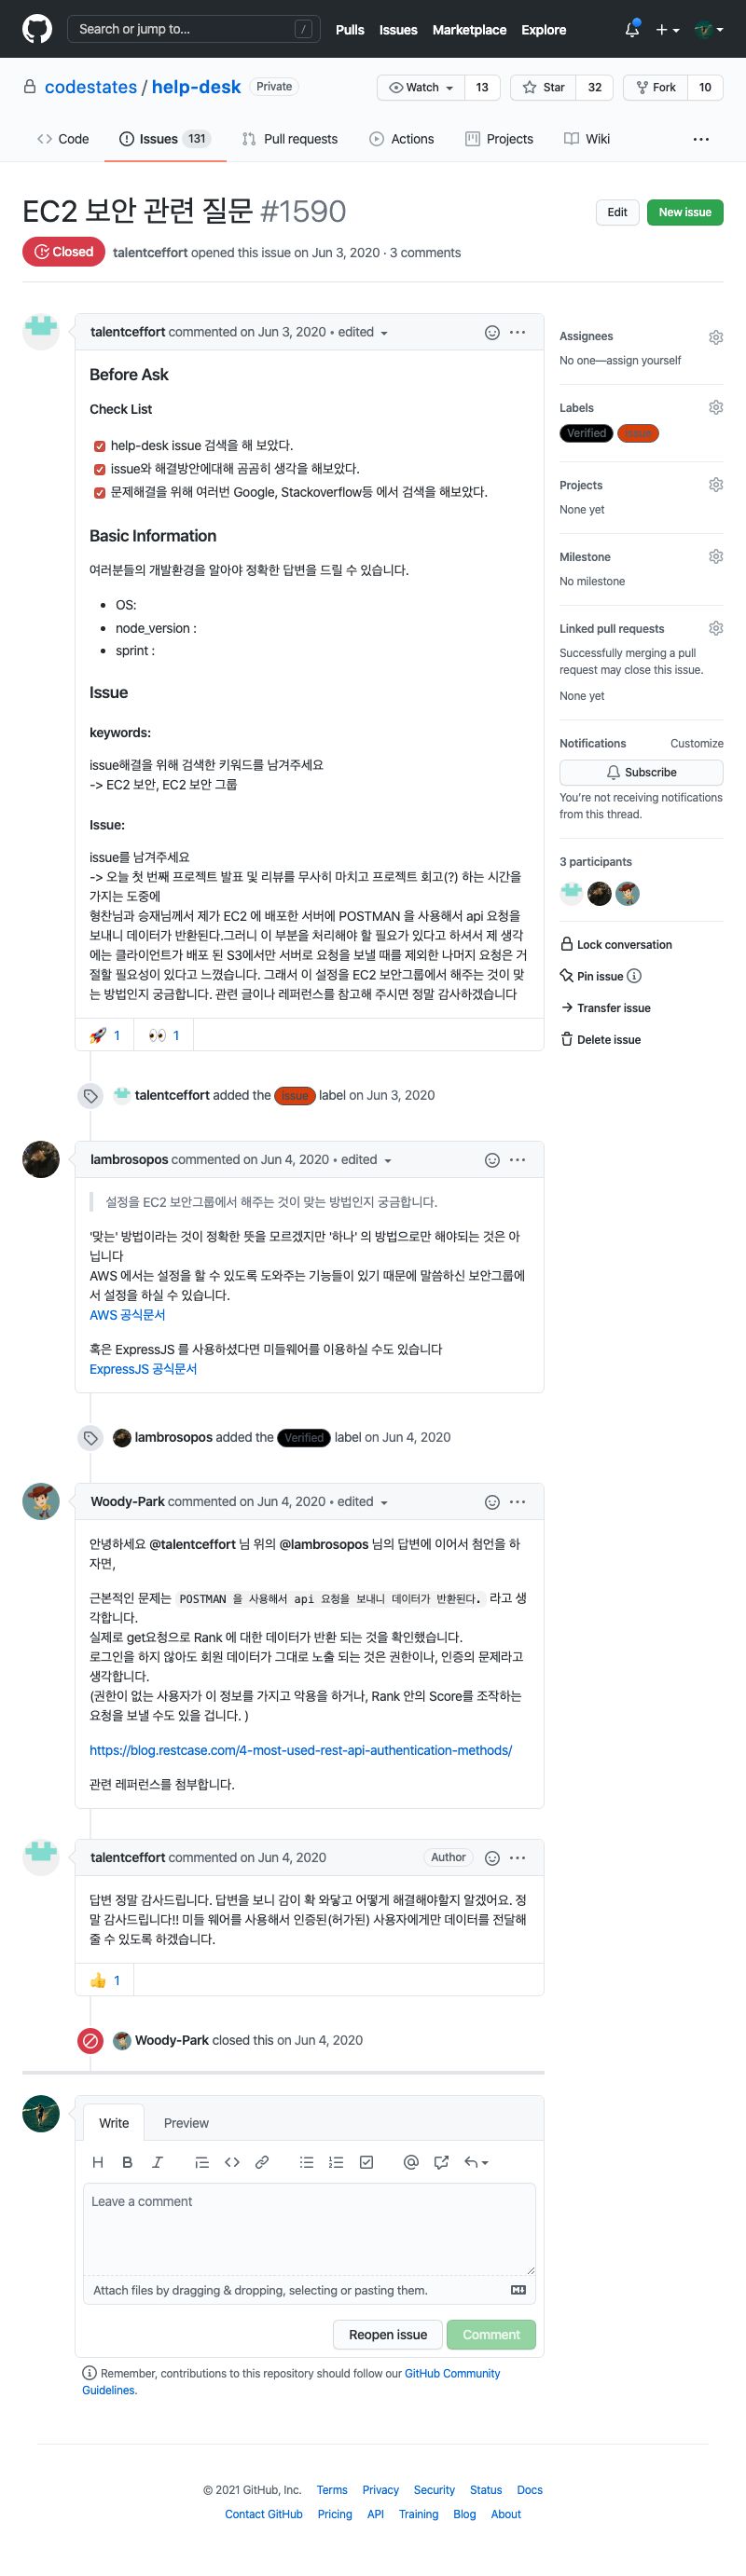 Search or jump to... /
Pulls Issues Marketplace Explore
codestates / help-desk Private
Watch 13 Star 32 Fork 10
Code Issues 131 Pull requests Actions Projects Wiki
EC2 보안 관련 질문 #1590
Edit New issue
Closed talentceffort opened this issue on Jun 3, 2020 · 3 comments
talentceffort commented on Jun 3, 2020 • edited
Before Ask
Check List
help-desk issue 검색을 해 보았다.
issue와 해결방안에대해 곰곰히 생각을 해보았다.
문제해결을 위해 여러번 Google, Stackoverflow등 에서 검색을 해보았다.
Basic Information
여러분들의 개발환경을 알아야 정확한 답변을 드릴 수 있습니다.
• OS:
• node_version :
• sprint :
Issue
keywords:
issue해결을 위해 검색한 키워드를 남겨주세요
-> EC2 보안, EC2 보안 그룹
Issue:
issue를 남겨주세요
-> 오늘 첫 번째 프로젝트 발표 및 리뷰를 무사히 마치고 프로젝트 회고(?) 하는 시간을
가지는 도중에
형찬님과 승재님께서 제가 EC2 에 배포한 서버에 POSTMAN 을 사용해서 api 요청을
보내니 데이터가 반환된다.그러니 이 부분을 처리해야 할 필요가 있다고 하셔서 제 생각
에는 클라이언트가 배포 된 S3에서만 서버로 요청을 보낼 때를 제외한 나머지 요청은 거
절할 필요성이 있다고 느꼈습니다. 그래서 이 설정을 EC2 보안그룹에서 해주는 것이 맞
는 방법인지 궁금합니다. 관련 글이나 레퍼런스를 참고해 주시면 정말 감사하겠습니다
1 1
Assignees
No one—assign yourself
Labels
Verified issue
Projects
None yet
Milestone
No milestone
Linked pull requests
Successfully merging a pull
request may close this issue.
None yet
Notifications Customize
Subscribe
You're not receiving notifications
from this thread.
3 participants
Lock conversation
Pin issue
Transfer issue
Delete issue
talentceffort added the issue label on Jun 3, 2020
lambrosopos commented on Jun 4, 2020 • edited
설정을 EC2 보안그룹에서 해주는 것이 맞는 방법인지 궁금합니다.
'맞는' 방법이라는 것이 정확한 뜻을 모르겠지만 '하나' 의 방법으로만 해야되는 것은 아
닙니다
AWS 에서는 설정을 할 수 있도록 도와주는 기능들이 있기 때문에 말씀하신 보안그룹에
서 설정을 하실 수 있습니다.
AWS 공식문서
혹은 ExpressJS 를 사용하셨다면 미들웨어를 이용하실 수도 있습니다
ExpressJS 공식문서
lambrosopos added the Verified label on Jun 4, 2020
Woody-Park commented on Jun 4, 2020 • edited
안녕하세요 @talentceffort 님 위의 @lambrosopos 님의 답변에 이어서 첨언을 하
자면,
근본적인 문제는 POSTMAN 을 사용해서 api 요청을 보내니 데이터가 반환된다. 라고 생
각합니다.
실제로 get요청으로 Rank 에 대한 데이터가 반환 되는 것을 확인했습니다.
로그인을 하지 않아도 회원 데이터가 그대로 노출 되는 것은 권한이나, 인증의 문제라고
생각합니다.
(권한이 없는 사용자가 이 정보를 가지고 악용을 하거나, Rank 안의 Score를 조작하는
요청을 보낼 수도 있을 겁니다. )
https://blog.restcase.com/4-most-used-rest-api-authentication-methods/
관련 레퍼런스를 첨부합니다.
talentceffort commented on Jun 4, 2020 Author
답변 정말 감사드립니다. 답변을 보니 감이 확 와닿고 어떻게 해결해야할지 알겠어요. 정
말 감사드립니다!! 미들 웨어를 사용해서 인증된(허가된) 사용자에게만 데이터를 전달해
줄 수 있도록 하겠습니다.
1
Woody-Park closed this on Jun 4, 2020
Write Preview
Leave a comment
Attach files by dragging & dropping, selecting or pasting them.
Reopen issue Comment
Remember, contributions to this repository should follow our GitHub Community
Guidelines.
© 2021 GitHub, Inc. Terms Privacy Security Status Docs
Contact GitHub Pricing API Training Blog About